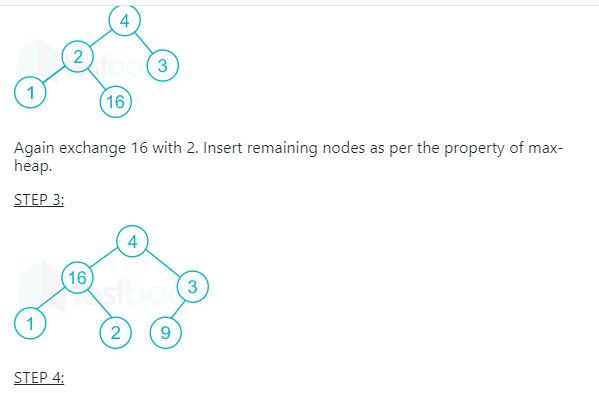 4
2
3
1
16
Again exchange 16 with 2. Insert remaining nodes as per the property of max-
heap.
STEP 3:
4
16
3
1
2
9
STEP 4: